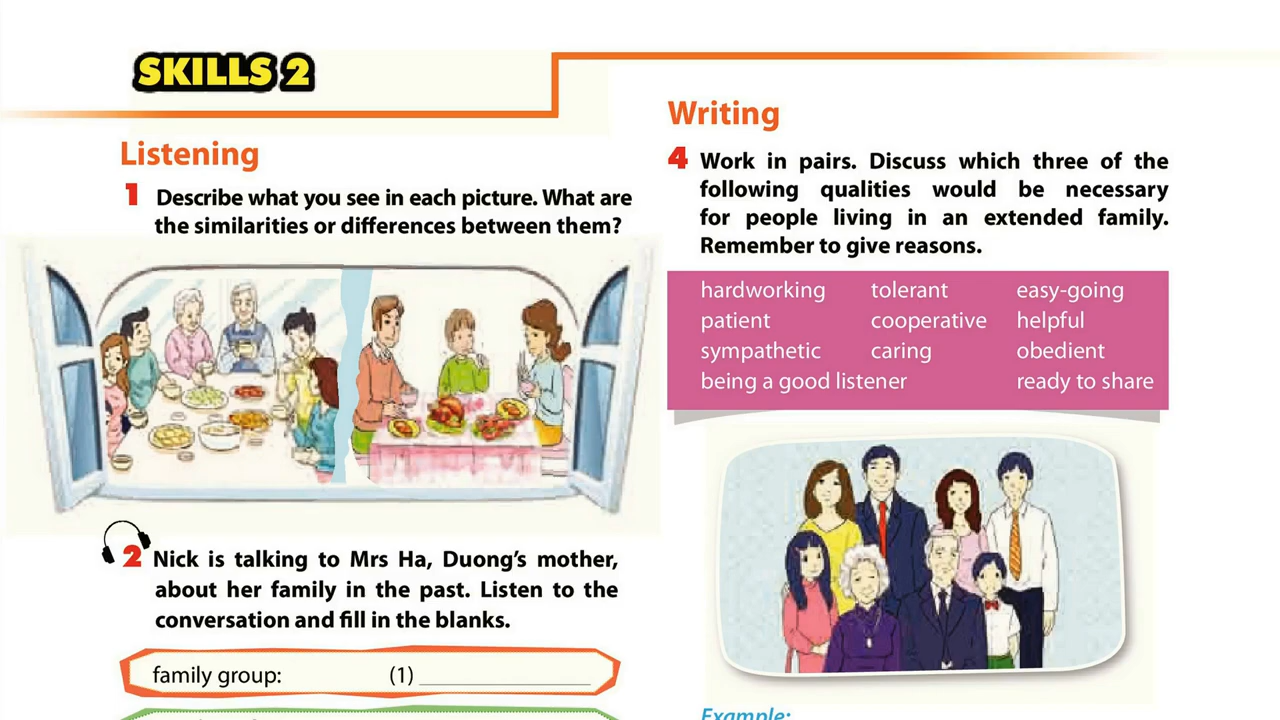 SKILLS 2
Listening
1 Describe what you see in each picture. What are
the similarities or differences between them?
2 Nick is talking to Mrs Ha, Duong's mother,
about her family in the past. Listen to the
conversation and fill in the blanks.
family group: (1) ________________
Writing
4 Work in pairs. Discuss which three of the
following qualities would be necessary
for people living in an extended family.
Remember to give reasons.
hardworking tolerant easy-going
patient cooperative helpful
sympathetic caring obedient
being a good listener ready to share
Example: